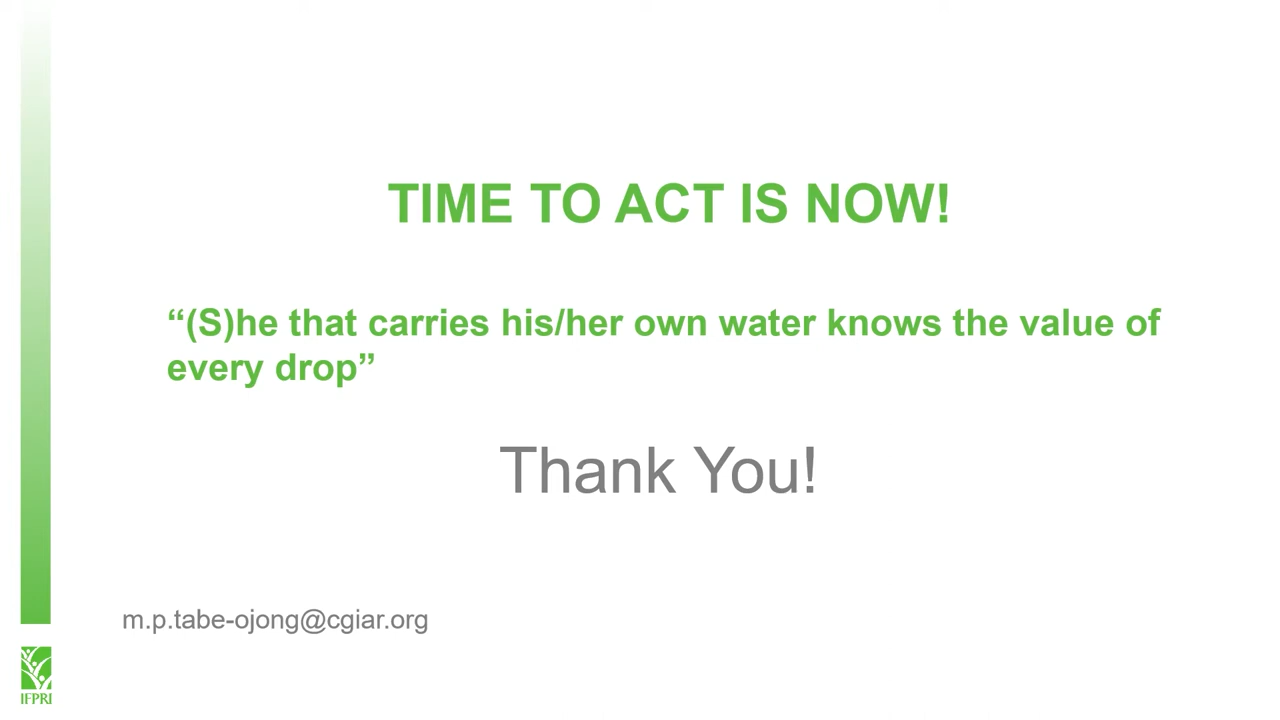 TIME TO ACT IS NOW!
“(S)he that carries his/her own water knows the value of
every drop”
Thank You!
m.p.tabe-ojong@cgiar.org
IFPRI